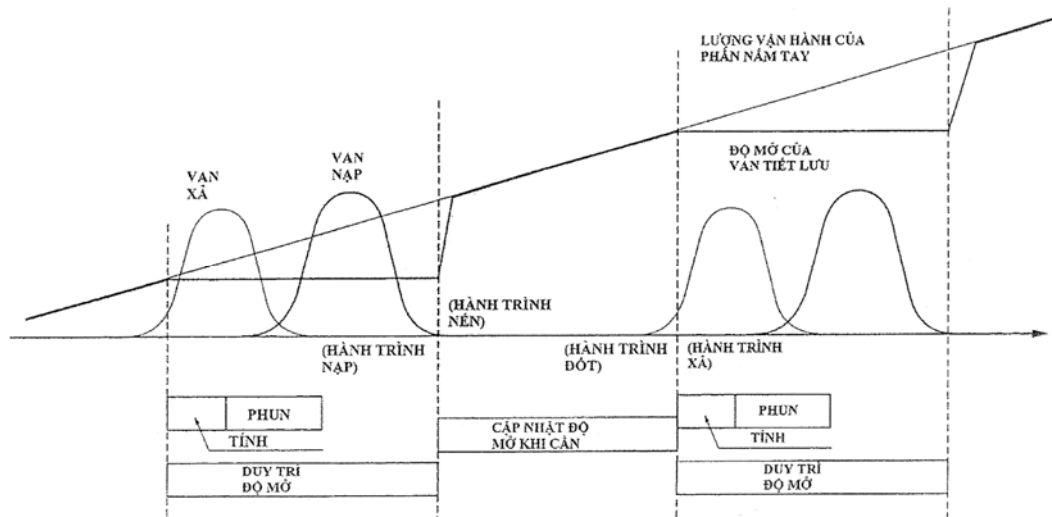 LƯỢNG VẬN HÀNH CỦA
PHẦN NẮM TAY
ĐỘ MỞ CỦA
VAN TIẾT LƯU
VAN
XẢ
VAN
NẠP
(HÀNH TRÌNH
NÉN)
(HÀNH TRÌNH
NẠP)
(HÀNH TRÌNH
ĐỐT)
(HÀNH TRÌNH
XẢ)
PHUN
TÍNH
CẬP NHẬT ĐỘ
MỞ KHI CẦN
PHUN
TÍNH
DUY TRÌ
ĐỘ MỞ
DUY TRÌ
ĐỘ MỞ